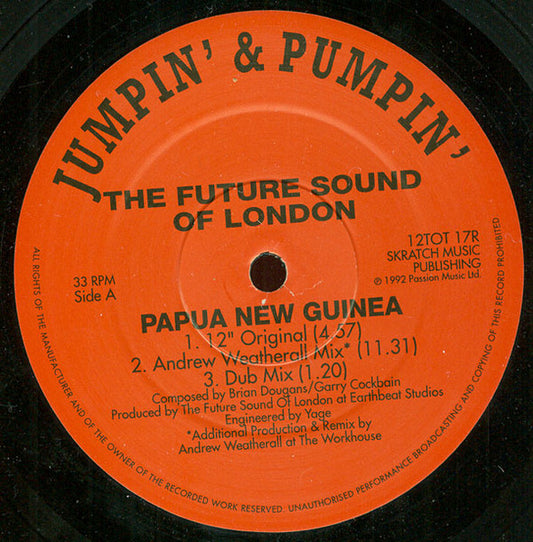 JUMPIN' & PUMPIN'
THE FUTURE SOUND
OF LONDON
12TOT 17R
SKRATCH MUSIC
PUBLISHING
℗ 1992 Passion Music Ltd.
33 RPM
Side A
PAPUA NEW GUINEA
1. 12" Original (4.57)
2. Andrew Weatherall Mix* (11.31)
3. Dub Mix (1.20)
Composed by Brian Dougans/Garry Cockbain
Produced by The Future Sound Of London at Earthbeat Studios
Engineered by Yage
*Additional Production & Remix by
Andrew Weatherall at The Workhouse
ALL RIGHTS OF THE MANUFACTURER AND OF THE OWNER OF THE RECORDED WORK RESERVED. UNAUTHORISED PERFORMANCE BROADCASTING AND COPYING OF THIS RECORD PROHIBITED